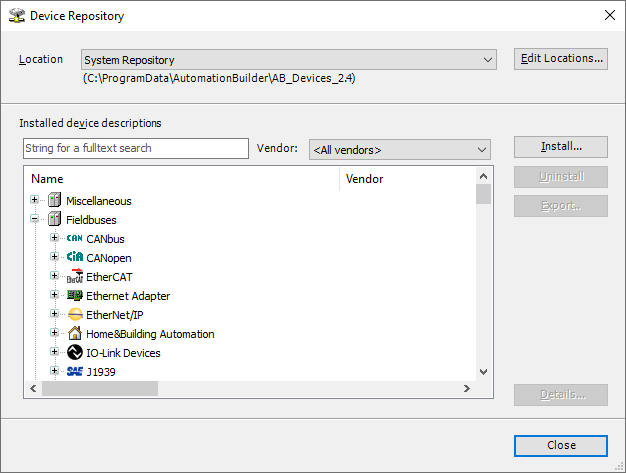 Device Repository
Location
System Repository
Edit Locations...
(C:\ProgramData\AutomationBuilder\AB_Devices_2.4)
Installed device descriptions
String for a fulltext search
Vendor:
<All vendors>
Install...
Name
Vendor
Uninstall
Miscellaneous
Export...
Fieldbuses
CAN CANbus
CiA CANopen
EtherCAT
Ethernet Adapter
EtherNet/IP
Home&Building Automation
IO-Link Devices
SAE J1939
Details...
Close